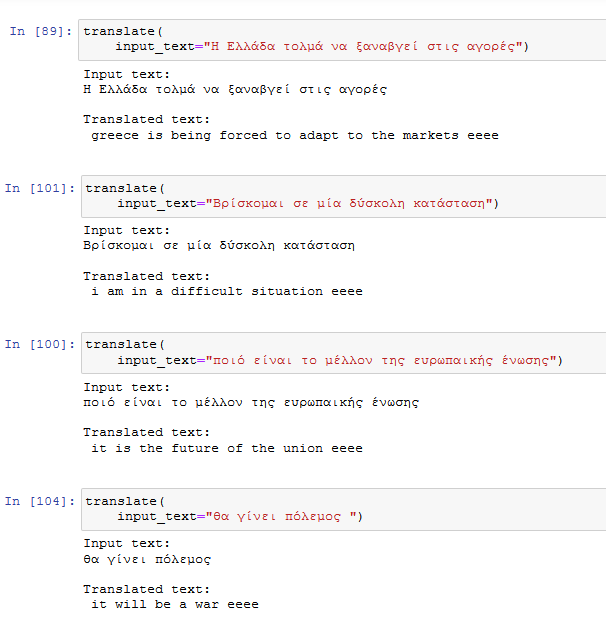 In [89]: translate(
input_text="Η Ελλάδα τολμά να ξαναβγεί στις αγορές")
Input text:
Η Ελλάδα τολμά να ξαναβγεί στις αγορές
Translated text:
greece is being forced to adapt to the markets eeee
In [101]: translate(
input_text="Βρίσκομαι σε μία δύσκολη κατάσταση")
Input text:
Βρίσκομαι σε μία δύσκολη κατάσταση
Translated text:
i am in a difficult situation eeee
In [100]: translate(
input_text="ποιό είναι το μέλλον της ευρωπαικής ένωσης")
Input text:
ποιό είναι το μέλλον της ευρωπαικής ένωσης
Translated text:
it is the future of the union eeee
In [104]: translate(
input_text="θα γίνει πόλεμος ")
Input text:
θα γίνει πόλεμος
Translated text:
it will be a war eeee